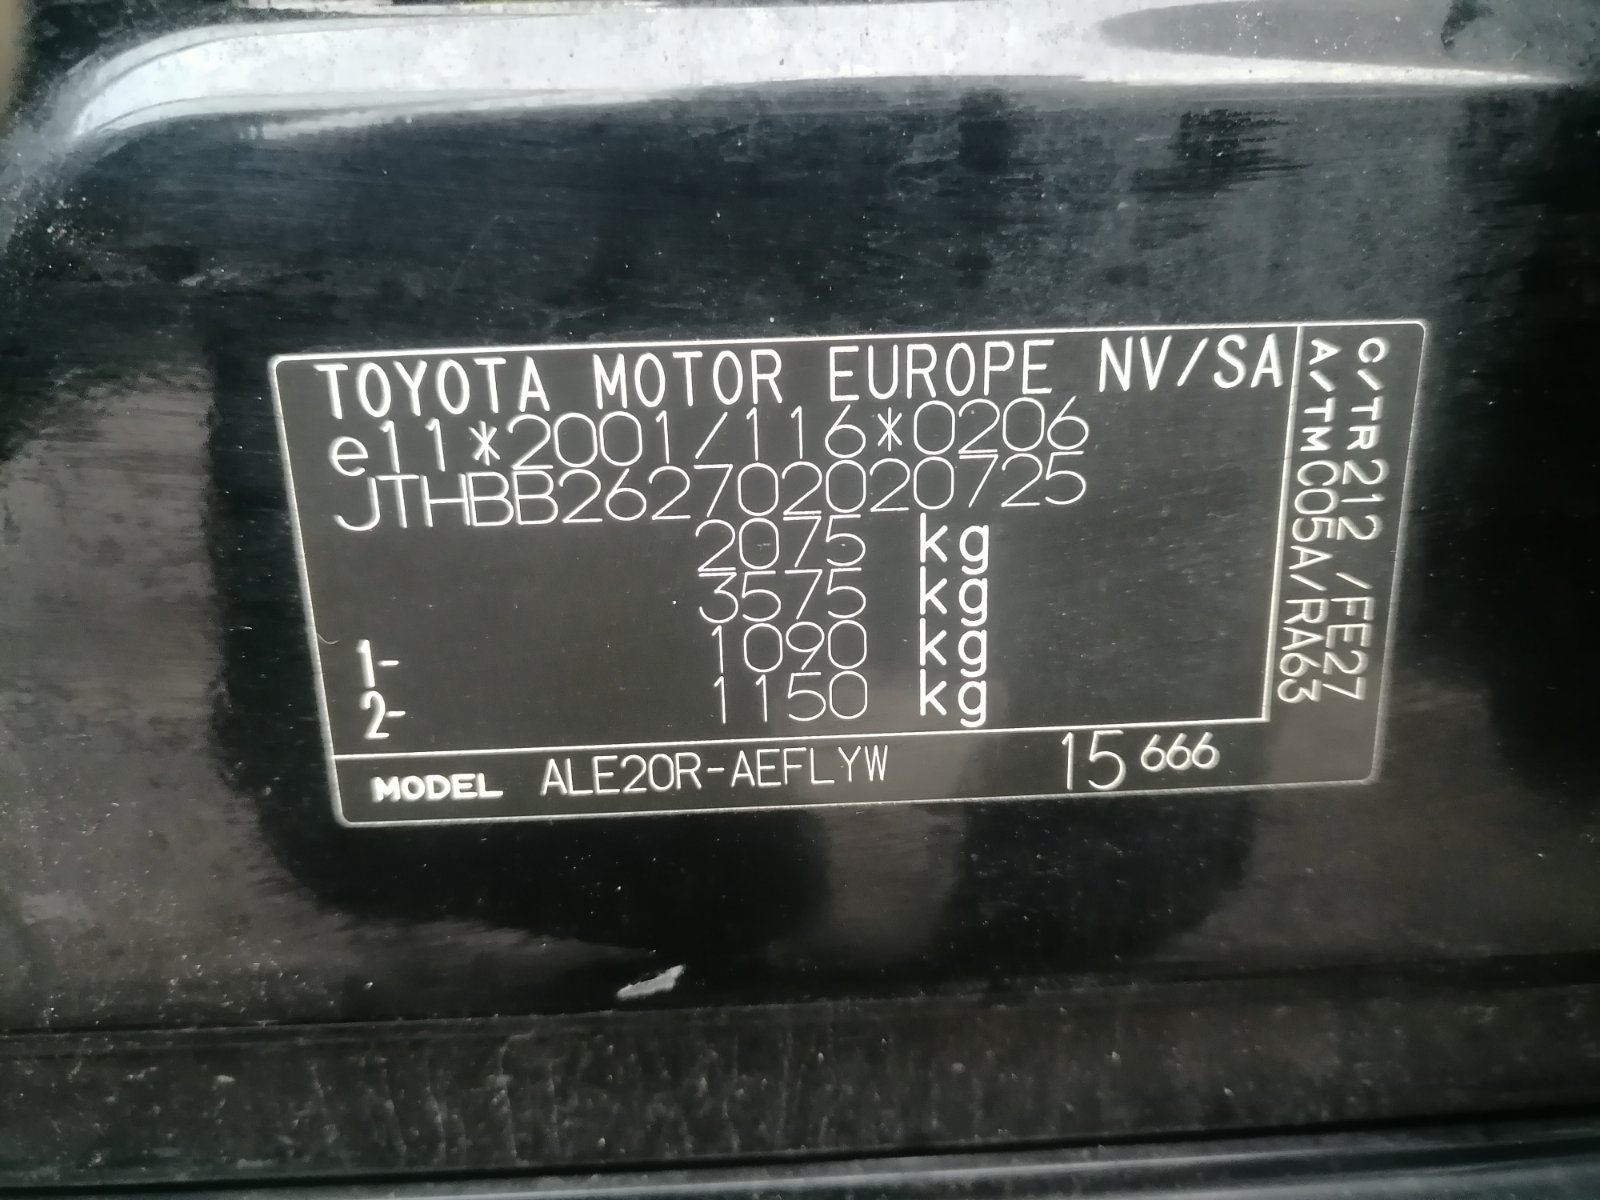 TOYOTA MOTOR EUROPE NV/SA
e11*2001/116*0206
JTHBB262702020725
2075 kg
3575 kg
1- 1090 kg
2- 1150 kg
MODEL ALE20R-AEFLYW 15 666
C/TR212 /FE27
A/TMC05A/RA63